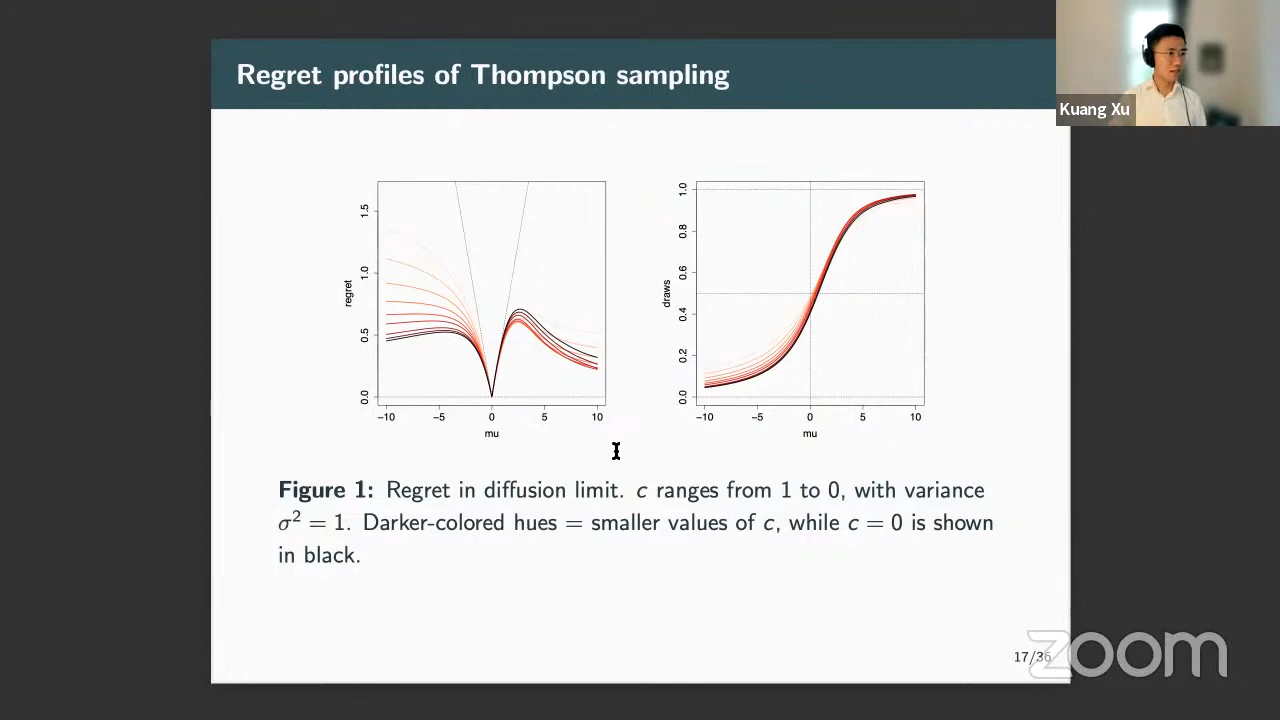 Regret profiles of Thompson sampling
Kuang Xu
regret
0.0
0.5
1.0
1.5
−10
−5
0
5
10
mu
draws
0.0
0.2
0.4
0.6
0.8
1.0
−10
−5
0
5
10
mu
Figure 1: Regret in diffusion limit. c ranges from 1 to 0, with variance
σ² = 1. Darker-colored hues = smaller values of c, while c = 0 is shown
in black.
17/36
zoom